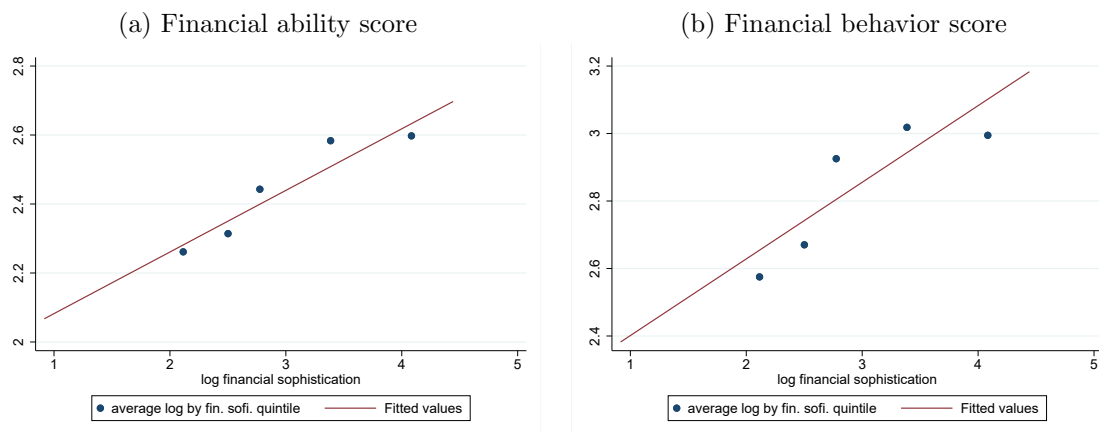 (a) Financial ability score
2.8
2.6
2.4
2.2
2
1 2 3 4 5
log financial sophistication
average log by fin. sofi. quintile Fitted values
(b) Financial behavior score
3.2
3
2.8
2.6
2.4
1 2 3 4 5
log financial sophistication
average log by fin. sofi. quintile Fitted values